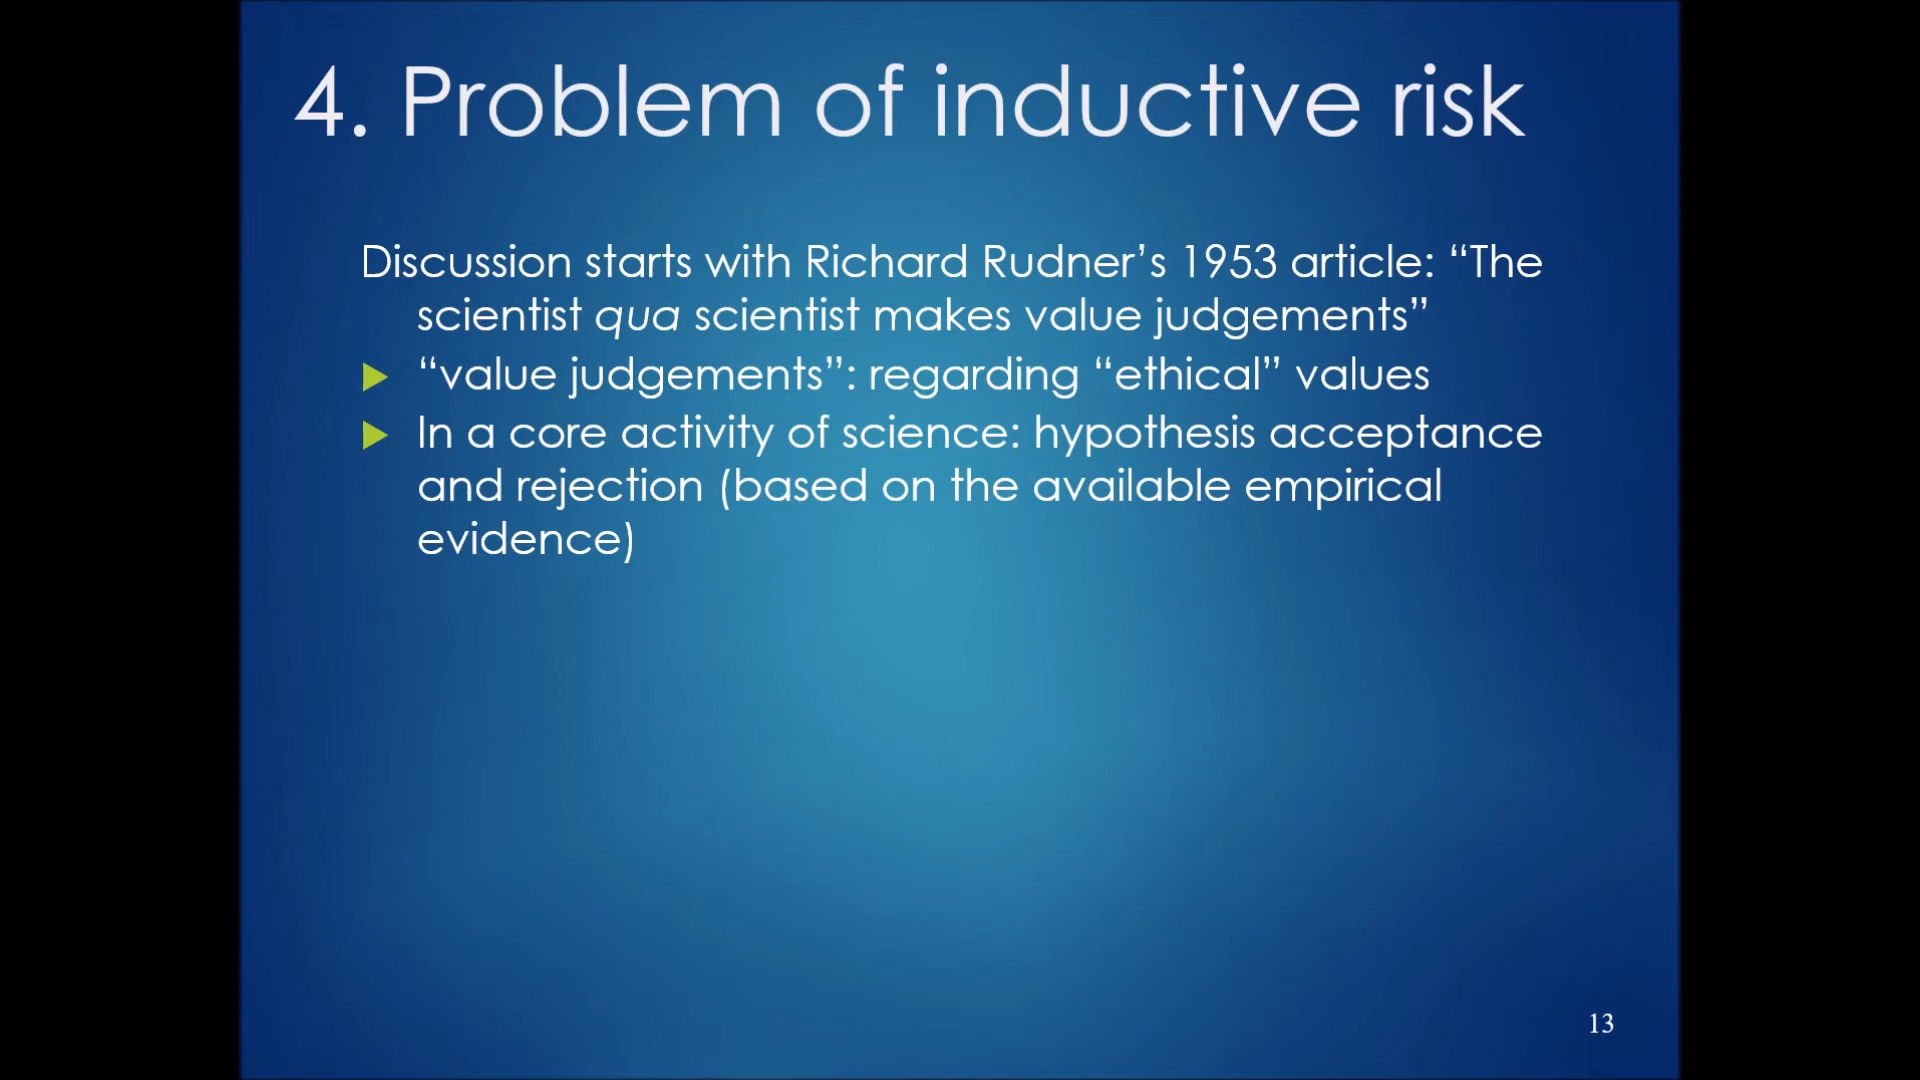 4. Problem of inductive risk
Discussion starts with Richard Rudner’s 1953 article: “The
scientist qua scientist makes value judgements”
“value judgements”: regarding “ethical” values
In a core activity of science: hypothesis acceptance
and rejection (based on the available empirical
evidence)
13